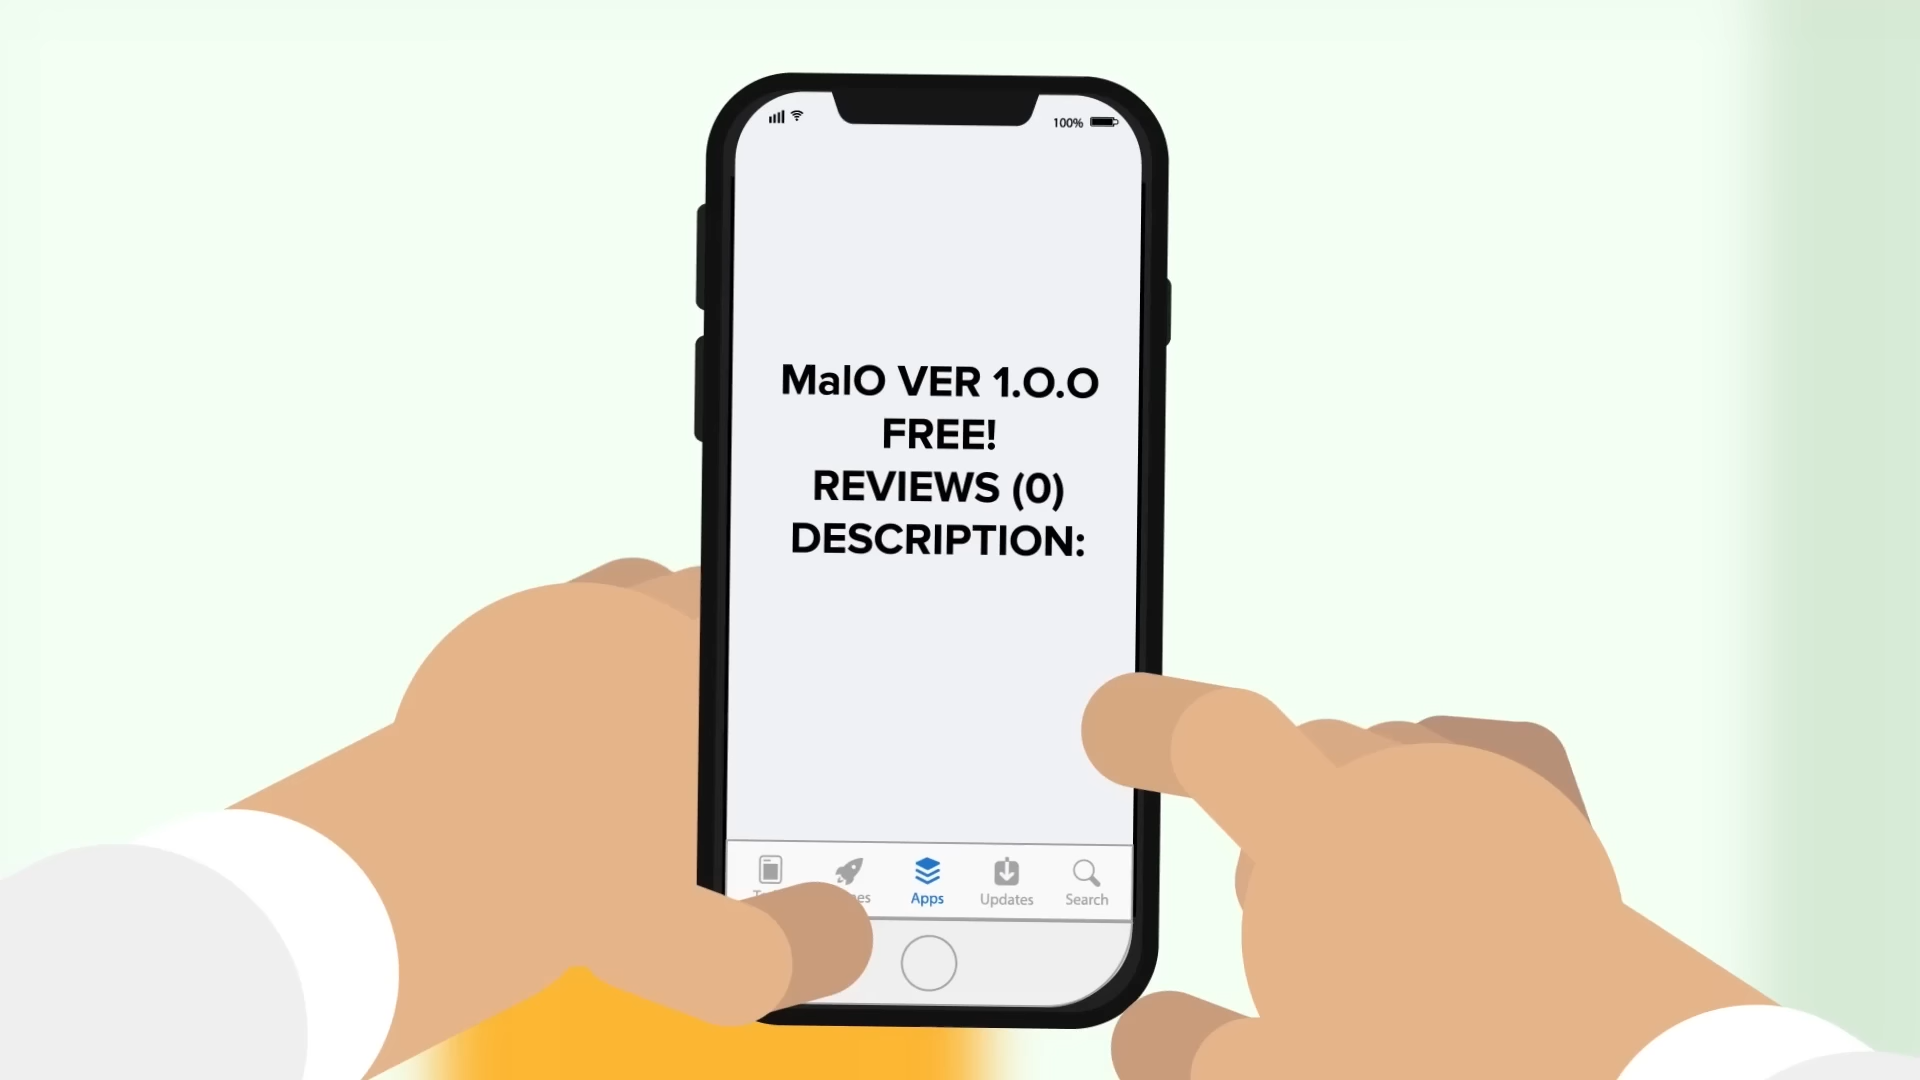 100%
MalO VER 1.0.0
FREE!
REVIEWS (0)
DESCRIPTION:
Apps
Updates
Search